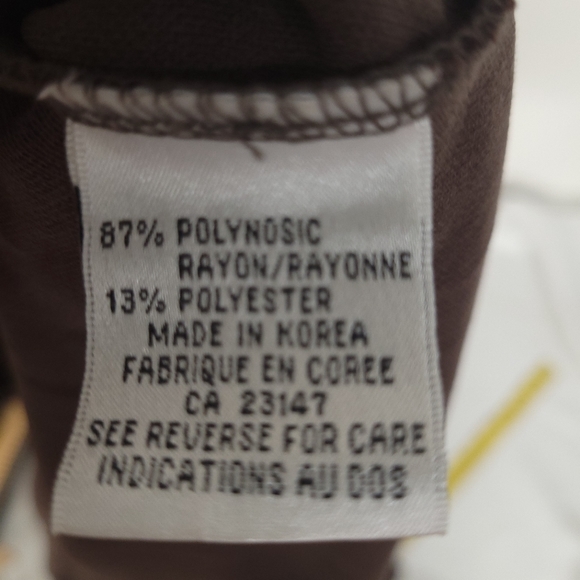 87% POLYNOSIC
RAYON/RAYONNE
13% POLYESTER
MADE IN KOREA
FABRIQUE EN COREE
CA 23147
SEE REVERSE FOR CARE
INDICATIONS AU DOS